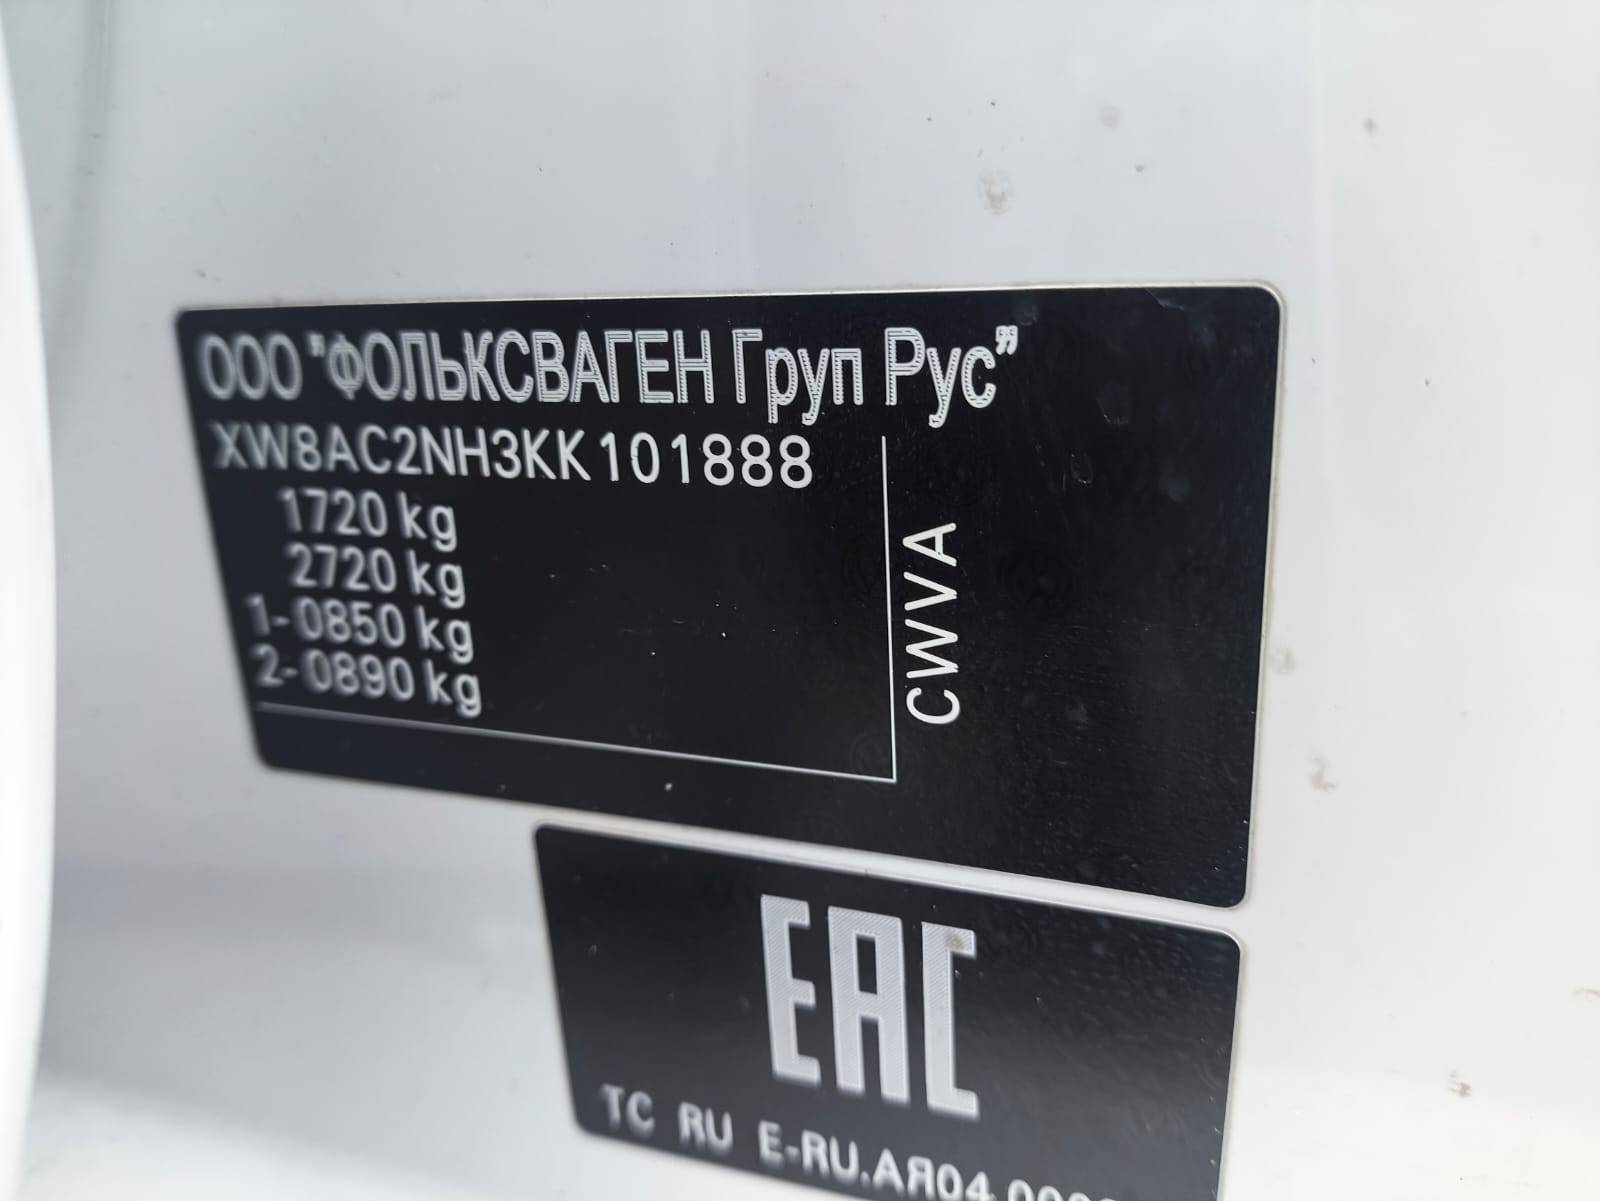 ООО "ФОЛЬКСВАГЕН Груп Рус"
XW8AC2NH3KK101888
1720 kg
2720 kg
1-0850 kg
2-0890 kg
CWVA
EAC
TC RU E-RU.АЯ04